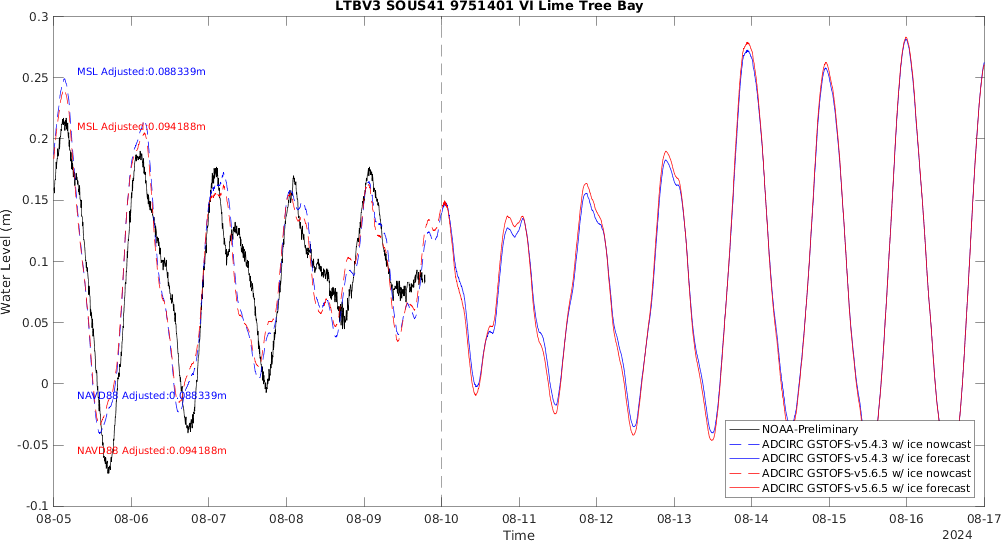 LTBV3 SOUS41 9751401 VI Lime Tree Bay
0.3
0.25
0.2
0.15
0.1
0.05
0
-0.05
-0.1
Water Level (m)
MSL Adjusted:0.088339m
MSL Adjusted:0.094188m
NAVD88 Adjusted:0.088339m
NAVD88 Adjusted:0.094188m
NOAA-Preliminary
ADCIRC GSTOFS-v5.4.3 w/ ice nowcast
ADCIRC GSTOFS-v5.4.3 w/ ice forecast
ADCIRC GSTOFS-v5.6.5 w/ ice nowcast
ADCIRC GSTOFS-v5.6.5 w/ ice forecast
08-05 08-06 08-07 08-08 08-09 08-10 08-11 08-12 08-13 08-14 08-15 08-16 08-17
Time
2024